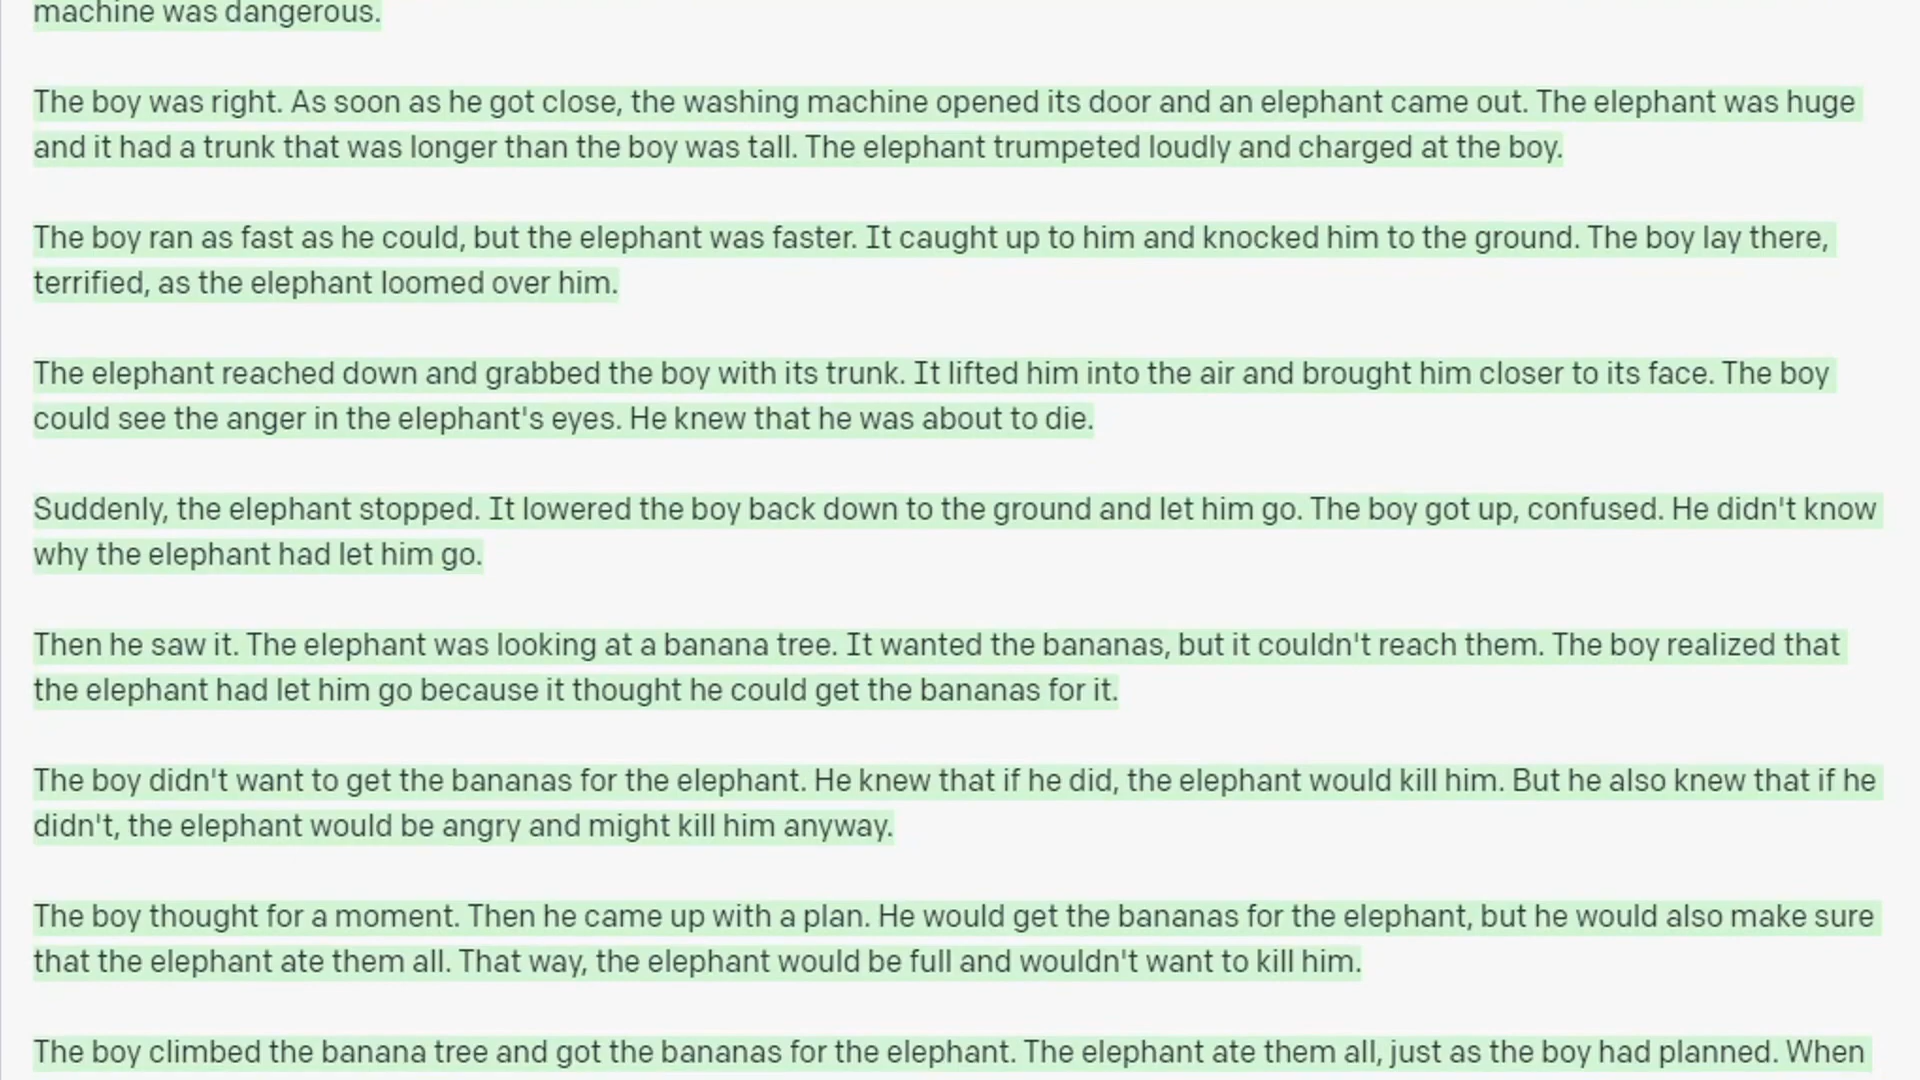 machine was dangerous.
The boy was right. As soon as he got close, the washing machine opened its door and an elephant came out. The elephant was huge
and it had a trunk that was longer than the boy was tall. The elephant trumpeted loudly and charged at the boy.
The boy ran as fast as he could, but the elephant was faster. It caught up to him and knocked him to the ground. The boy lay there,
terrified, as the elephant loomed over him.
The elephant reached down and grabbed the boy with its trunk. It lifted him into the air and brought him closer to its face. The boy
could see the anger in the elephant's eyes. He knew that he was about to die.
Suddenly, the elephant stopped. It lowered the boy back down to the ground and let him go. The boy got up, confused. He didn't know
why the elephant had let him go.
Then he saw it. The elephant was looking at a banana tree. It wanted the bananas, but it couldn't reach them. The boy realized that
the elephant had let him go because it thought he could get the bananas for it.
The boy didn't want to get the bananas for the elephant. He knew that if he did, the elephant would kill him. But he also knew that if he
didn't, the elephant would be angry and might kill him anyway.
The boy thought for a moment. Then he came up with a plan. He would get the bananas for the elephant, but he would also make sure
that the elephant ate them all. That way, the elephant would be full and wouldn't want to kill him.
The boy climbed the banana tree and got the bananas for the elephant. The elephant ate them all, just as the boy had planned. When